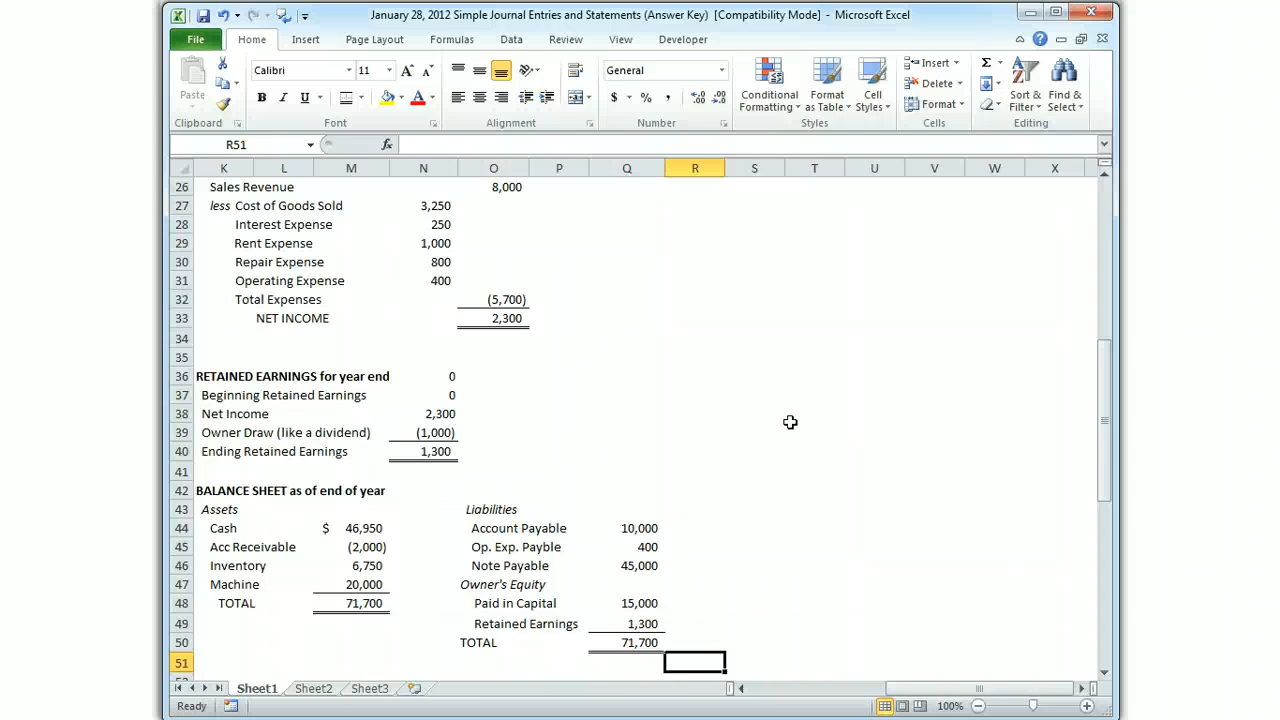 January 28, 2012 Simple Journal Entries and Statements (Answer Key) [Compatibility Mode] - Microsoft Excel
File Home Insert Page Layout Formulas Data Review View Developer
Paste
Calibri 11
General
B I U
$ % ,
Conditional Formatting
Format as Table
Cell Styles
Insert
Delete
Format
Sort & Filter
Find & Select
Clipboard Font Alignment Number Styles Cells Editing
R51 fx
K L M N O P Q R S T U V W X
26 Sales Revenue 8,000
27 less Cost of Goods Sold 3,250
28 Interest Expense 250
29 Rent Expense 1,000
30 Repair Expense 800
31 Operating Expense 400
32 Total Expenses (5,700)
33 NET INCOME 2,300
34
35
36 RETAINED EARNINGS for year end 0
37 Beginning Retained Earnings 0
38 Net Income 2,300
39 Owner Draw (like a dividend) (1,000)
40 Ending Retained Earnings 1,300
41
42 BALANCE SHEET as of end of year
43 Assets Liabilities
44 Cash $ 46,950 Account Payable 10,000
45 Acc Receivable (2,000) Op. Exp. Payble 400
46 Inventory 6,750 Note Payable 45,000
47 Machine 20,000 Owner's Equity
48 TOTAL 71,700 Paid in Capital 15,000
49 Retained Earnings 1,300
50 TOTAL 71,700
51
Sheet1 Sheet2 Sheet3
Ready 100%